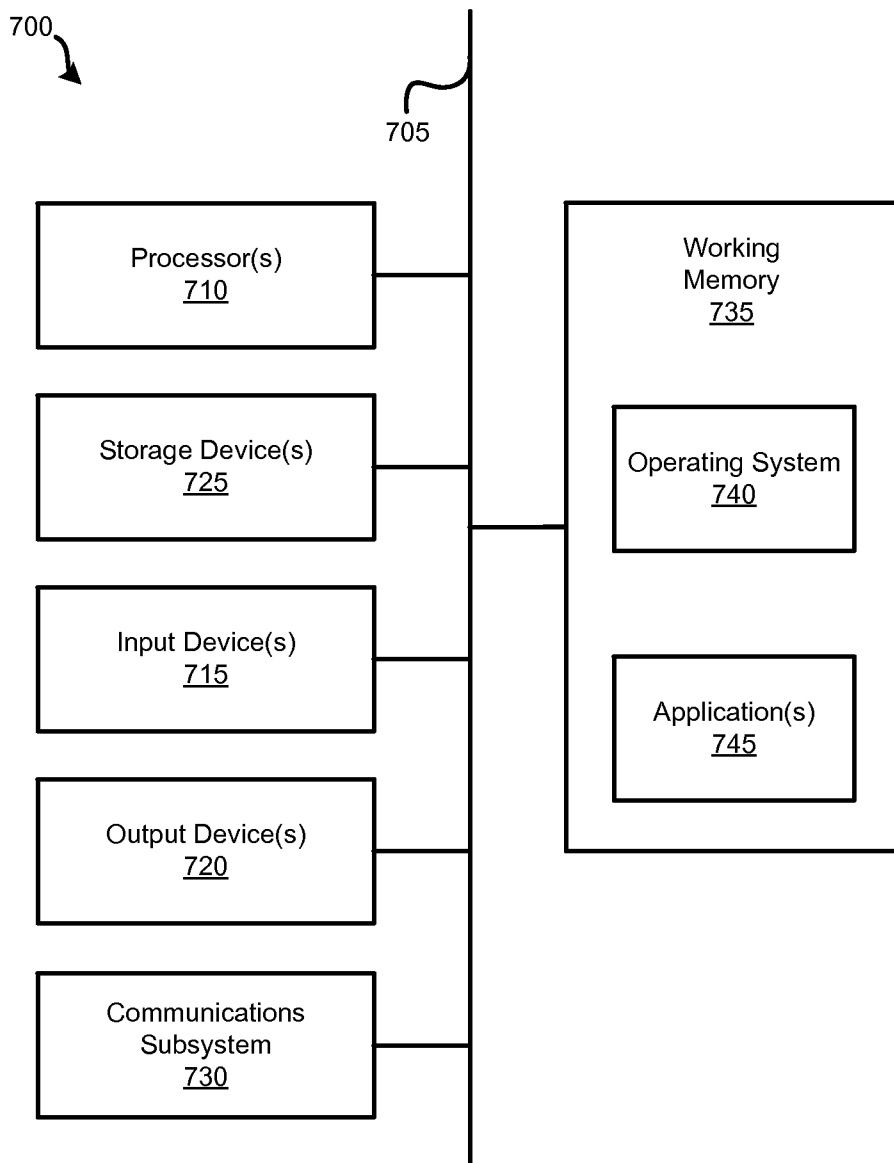 700
705
Processor(s)
710
Storage Device(s)
725
Input Device(s)
715
Output Device(s)
720
Communications
Subsystem
730
Working
Memory
735
Operating System
740
Application(s)
745